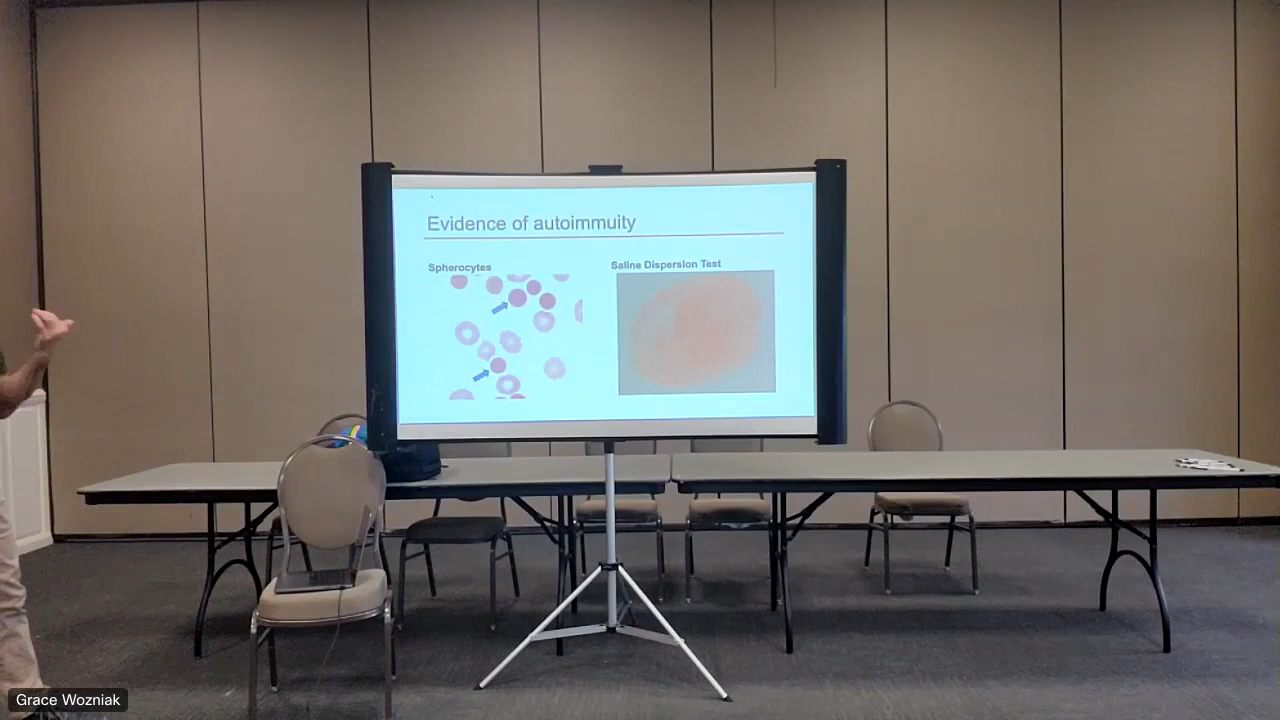 Evidence of autoimmuity
Spherocytes
Saline Dispersion Test
Grace Wozniak